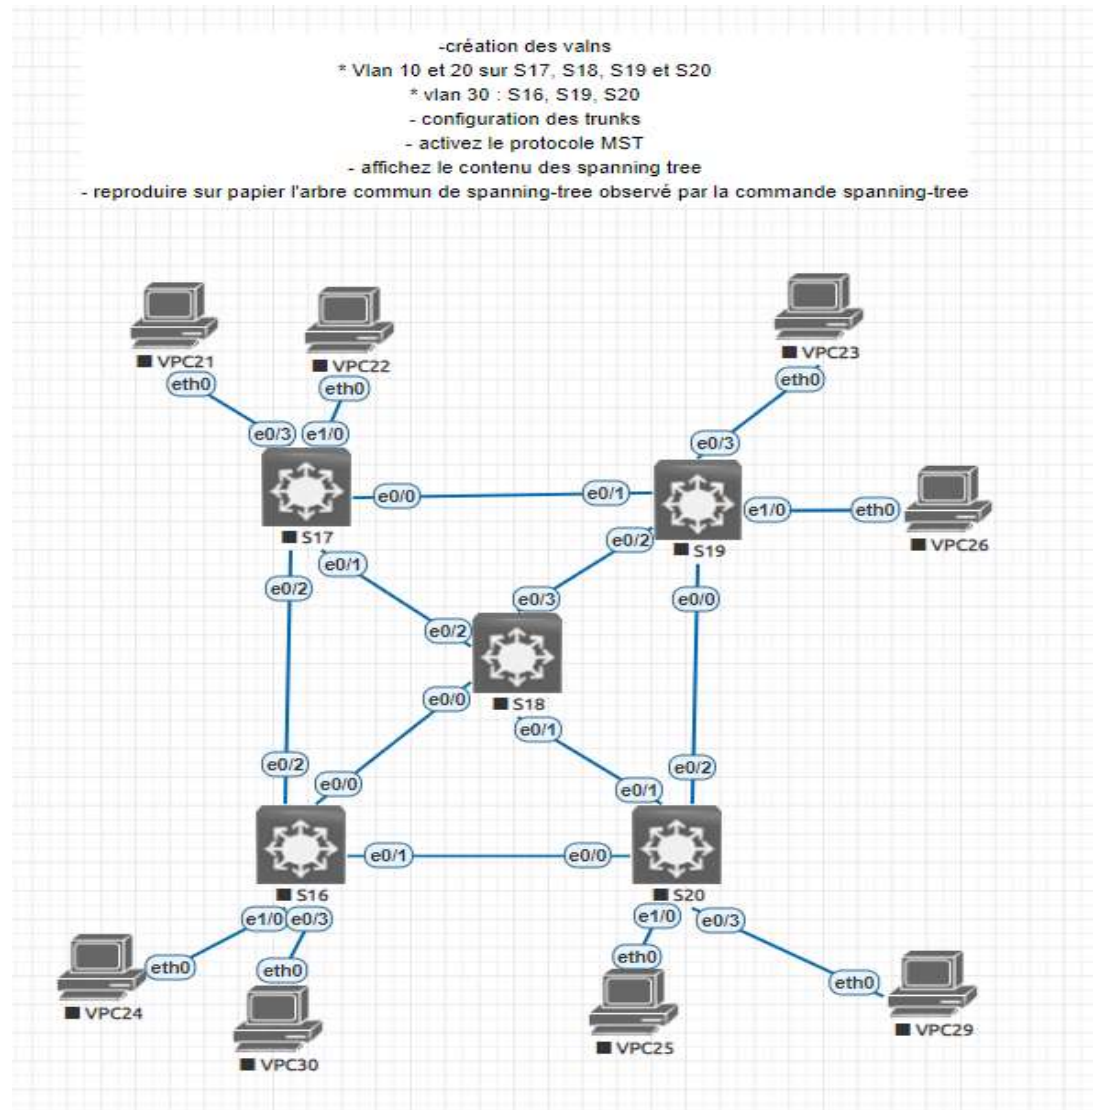 -création des valns
* Vlan 10 et 20 sur S17, S18, S19 et S20
* vlan 30 : S16, S19, S20
- configuration des trunks
- activez le protocole MST
- affichez le contenu des spanning tree
- reproduire sur papier l'arbre commun de spanning-tree observé par la commande spanning-tree
VPC21
VPC22
VPC23
eth0
eth0
eth0
e0/3
e1/0
e0/3
e0/0
e0/1
e1/0
eth0
S17
S19
VPC26
e0/1
e0/2
e0/2
e0/3
e0/0
e0/2
S18
e0/0
e0/1
e0/2
e0/0
e0/2
e0/1
e0/1
e0/0
S16
S20
e1/0
e0/3
e1/0
e0/3
eth0
eth0
eth0
eth0
VPC24
VPC30
VPC25
VPC29